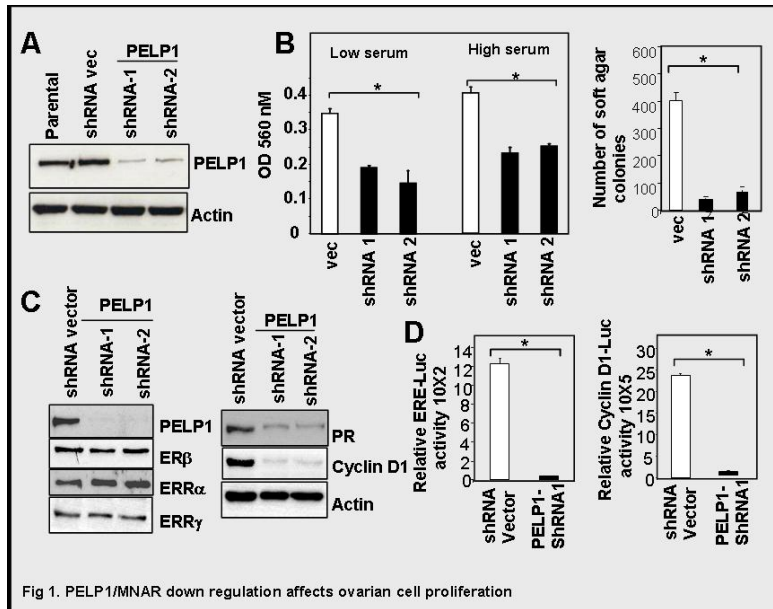 A
PELP1
Parental
shRNA vec
shRNA-1
shRNA-2
PELP1
Actin
B
Low serum
High serum
*
*
OD 560 nM
0.4
0.3
0.2
0.1
0
vec
shRNA 1
shRNA 2
vec
shRNA 1
shRNA 2
Number of soft agar
colonies
600
500
400
300
200
100
0
*
vec
shRNA 1
shRNA 2
C
shRNA vector
PELP1
shRNA-1
shRNA-2
PELP1
ERβ
ERRα
ERRγ
shRNA vector
PELP1
shRNA-1
shRNA-2
PR
Cyclin D1
Actin
D
Relative ERE-Luc
activity 10X2
14
12
10
8
6
4
2
0
*
shRNA
Vector
PELP1-
ShRNA1
Relative Cyclin D1-Luc
activity 10X5
30
25
20
15
10
5
0
*
shRNA
Vector
PELP1-
ShRNA1
Fig 1. PELP1/MNAR down regulation affects ovarian cell proliferation